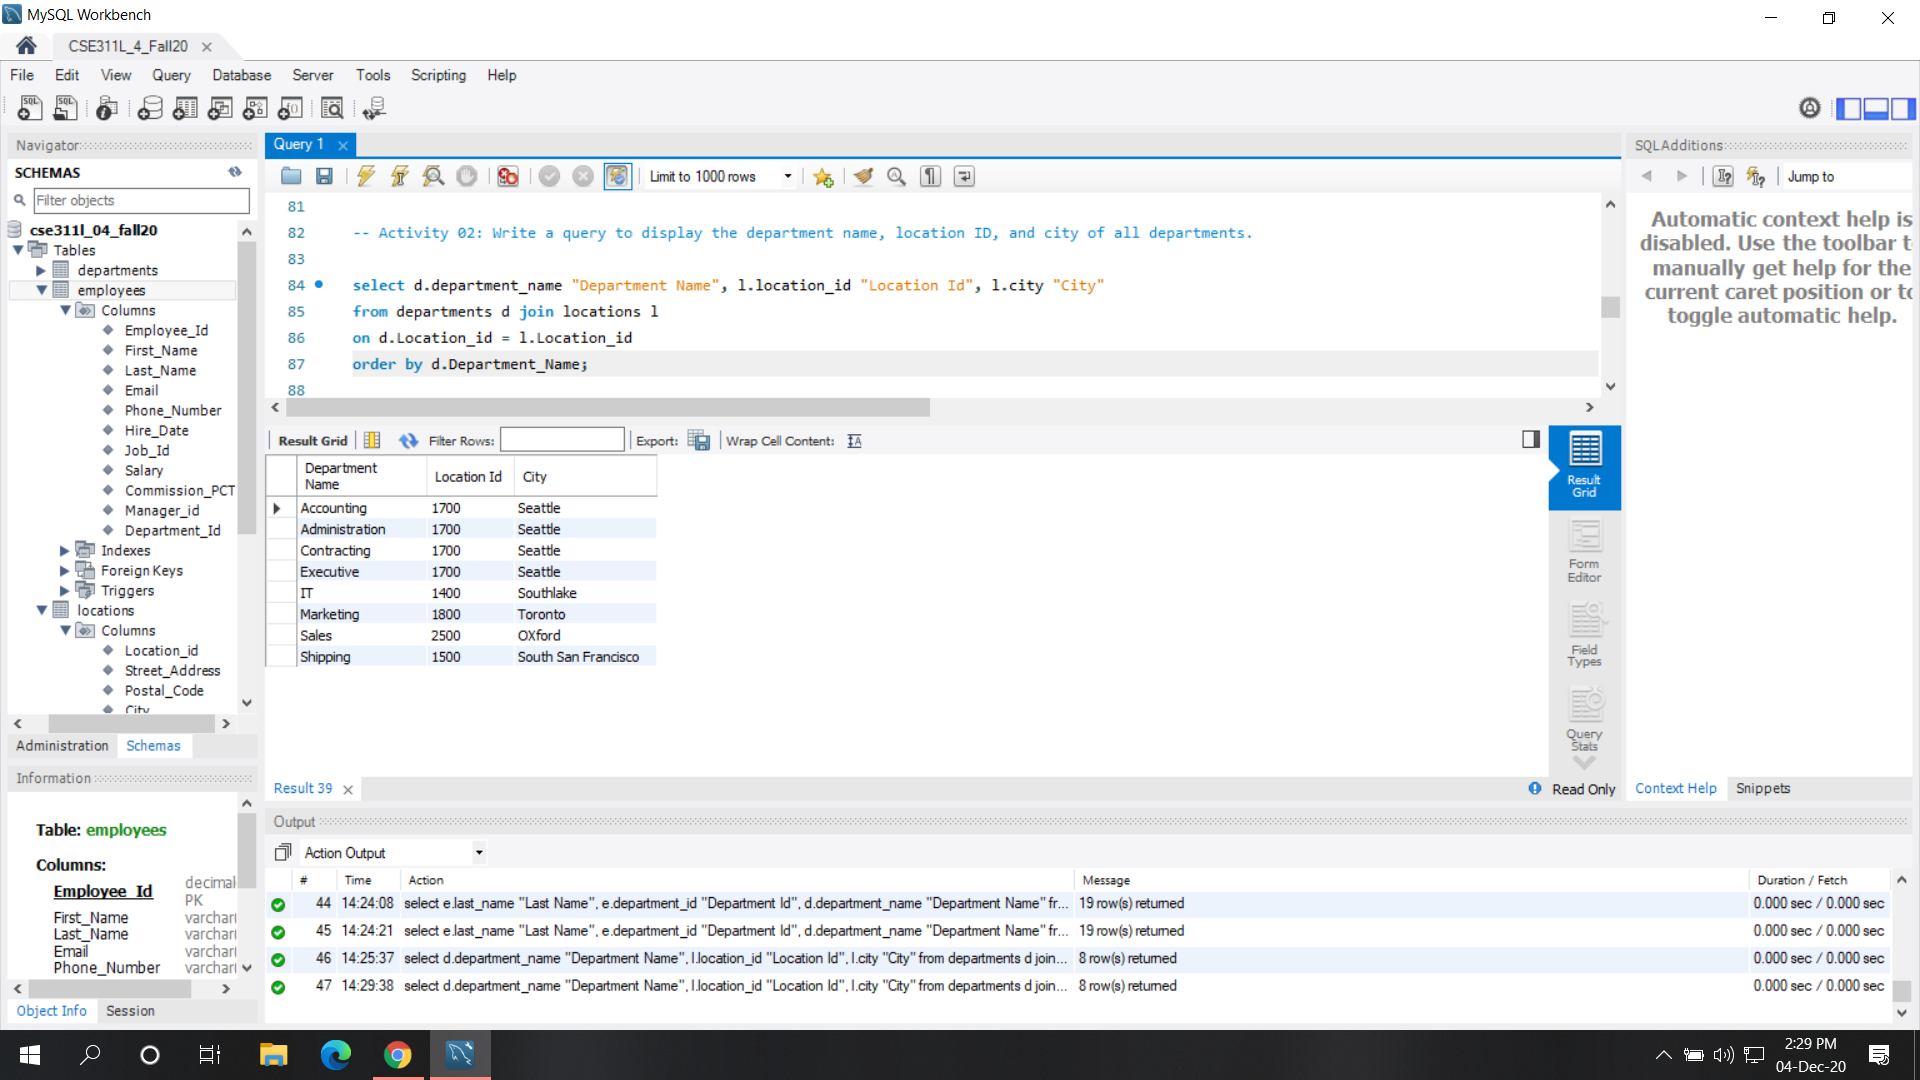 MySQL Workbench
CSE311L_4_Fall20
File Edit View Query Database Server Tools Scripting Help
Navigator
SCHEMAS
Filter objects
cse311l_04_fall20
Tables
departments
employees
Columns
Employee_Id
First_Name
Last_Name
Email
Phone_Number
Hire_Date
Job_Id
Salary
Commission_PCT
Manager_id
Department_Id
Indexes
Foreign Keys
Triggers
locations
Columns
Location_id
Street_Address
Postal_Code
City
Administration Schemas
Information
Table: employees
Columns:
Employee_Id decimal
PK
First_Name varchar(
Last_Name varchar(
Email varchar(
Phone_Number varchar(
Object Info Session
Query 1
Limit to 1000 rows
81
82 -- Activity 02: Write a query to display the department name, location ID, and city of all departments.
83
84 select d.department_name "Department Name", l.location_id "Location Id", l.city "City"
85 from departments d join locations l
86 on d.Location_id = l.Location_id
87 order by d.Department_Name;
88
Result Grid Filter Rows: Export: Wrap Cell Content:
Department Name Location Id City
Accounting 1700 Seattle
Administration 1700 Seattle
Contracting 1700 Seattle
Executive 1700 Seattle
IT 1400 Southlake
Marketing 1800 Toronto
Sales 2500 OXford
Shipping 1500 South San Francisco
Result
Grid
Form
Editor
Field
Types
Query
Stats
Result 39 Read Only
SQLAdditions
Jump to
Automatic context help is
disabled. Use the toolbar t
manually get help for the
current caret position or to
toggle automatic help.
Context Help Snippets
Output
Action Output
# Time Action Message Duration / Fetch
44 14:24:08 select e.last_name "Last Name", e.department_id "Department Id", d.department_name "Department Name" fr... 19 row(s) returned 0.000 sec / 0.000 sec
45 14:24:21 select e.last_name "Last Name", e.department_id "Department Id", d.department_name "Department Name" fr... 19 row(s) returned 0.000 sec / 0.000 sec
46 14:25:37 select d.department_name "Department Name", l.location_id "Location Id", l.city "City" from departments d join... 8 row(s) returned 0.000 sec / 0.000 sec
47 14:29:38 select d.department_name "Department Name", l.location_id "Location Id", l.city "City" from departments d join... 8 row(s) returned 0.000 sec / 0.000 sec
2:29 PM
04-Dec-20